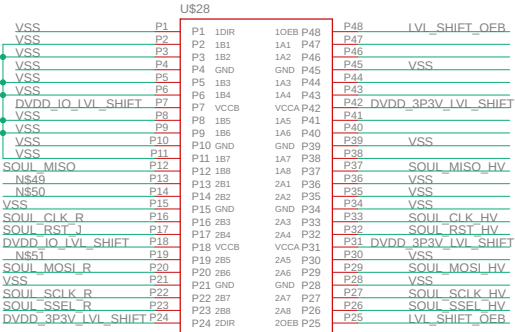 U$28
VSS P1 P1 1DIR 1OEB P48 P48 LVL_SHIFT_OEB
VSS P2 P2 1B1 1A1 P47 P47
VSS P3 P3 1B2 1A2 P46 P46
VSS P4 P4 GND GND P45 P45 VSS
VSS P5 P5 1B3 1A3 P44 P44
VSS P6 P6 1B4 1A4 P43 P43
DVDD_IO_LVL_SHIFT P7 P7 VCCB VCCA P42 P42 DVDD_3P3V_LVL_SHIFT
VSS P8 P8 1B5 1A5 P41 P41
VSS P9 P9 1B6 1A6 P40 P40
VSS P10 P10 GND GND P39 P39 VSS
VSS P11 P11 1B7 1A7 P38 P38
SOUL_MISO P12 P12 1B8 1A8 P37 P37 SOUL_MISO_HV
N$49 P13 P13 2B1 2A1 P36 P36 VSS
N$50 P14 P14 2B2 2A2 P35 P35 VSS
VSS P15 P15 GND GND P34 P34 VSS
SOUL_CLK_R P16 P16 2B3 2A3 P33 P33 SOUL_CLK_HV
SOUL_RST_J P17 P17 2B4 2A4 P32 P32 SOUL_RST_HV
DVDD_IO_LVL_SHIFT P18 P18 VCCB VCCA P31 P31 DVDD_3P3V_LVL_SHIFT
N$51 P19 P19 2B5 2A5 P30 P30 VSS
SOUL_MOSI_R P20 P20 2B6 2A6 P29 P29 SOUL_MOSI_HV
VSS P21 P21 GND GND P28 P28 VSS
SOUL_SCLK_R P22 P22 2B7 2A7 P27 P27 SOUL_SCLK_HV
SOUL_SSEL_R P23 P23 2B8 2A8 P26 P26 SOUL_SSEL_HV
DVDD_3P3V_LVL_SHIFT P24 P24 2DIR 2OEB P25 P25 LVL_SHIFT_OEB